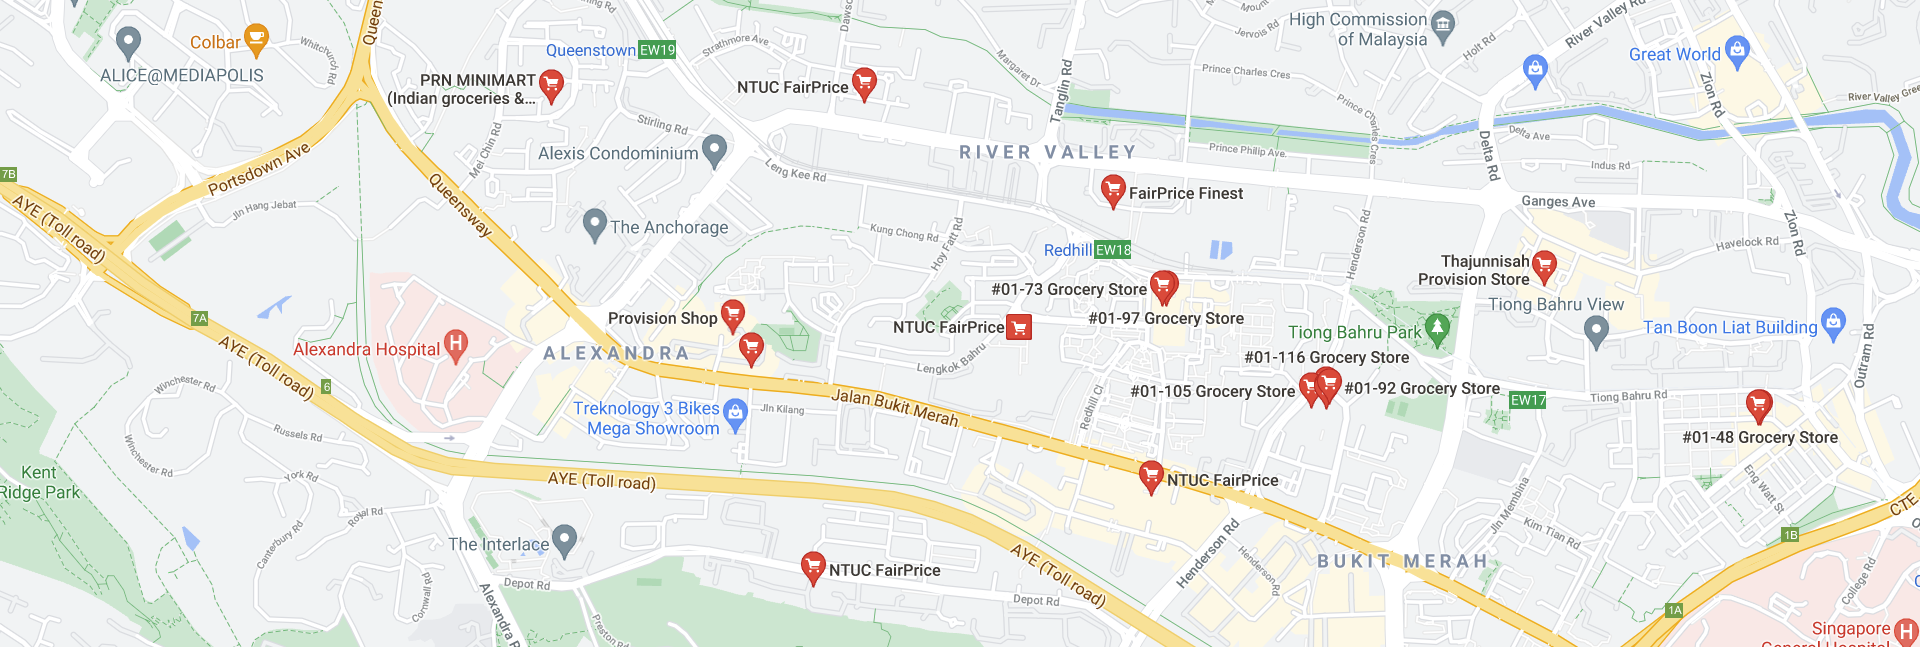 Colbar
ALICE@MEDIAPOLIS
Whitchurch Rd
Queenstown EW19
Strathmore Ave
Margaret Dr
Tanglin Rd
Jervois Rd
High Commission
of Malaysia
Holt Rd
River Valley Rd
Great World
Zion Rd
PRN MINIMART
(Indian groceries &...
NTUC FairPrice
Prince Charles Cres
Prince Charles Cres
River Valley Gree
Stirling Rd
Mei Chin Rd
Alexis Condominium
Leng Kee Rd
RIVER VALLEY
Prince Philip Ave
Delta Ave
Delta Rd
Indus Rd
7B
Portsdown Ave
Queensway
AYE (Toll road)
Jln Hang Jebat
The Anchorage
Kung Chong Rd
Hoy Fatt Rd
FairPrice Finest
Redhill EW18
Henderson Rd
Ganges Ave
Zion Rd
Havelock Rd
Thajunnisah
Provision Store
Tiong Bahru View
#01-73 Grocery Store
#01-97 Grocery Store
Provision Shop
NTUC FairPrice
Tiong Bahru Park
Tan Boon Liat Building
Outram Rd
7A
AYE (Toll road)
Alexandra Hospital
ALEXANDRA
Lengkok Bahru
#01-116 Grocery Store
#01-105 Grocery Store
#01-92 Grocery Store
6
Winchester Rd
Winchester Rd
Russels Rd
York Rd
Royal Rd
Canterbury Rd
Cornwall Rd
Treknology 3 Bikes
Mega Showroom
Jln Kilang
Jalan Bukit Merah
Redhill Cl
EW17
Tiong Bahru Rd
#01-48 Grocery Store
Eng Watt St
Kent
Ridge Park
AYE (Toll road)
NTUC FairPrice
Jln Membina
Kim Tian Rd
CTE
1B
The Interlace
Depot Rd
NTUC FairPrice
AYE (Toll road)
Depot Rd
Henderson Rd
Henderson Rd
BUKIT MERAH
College Rd
1A
Alexandra R
Preston Rd
Singapore
General Hospital